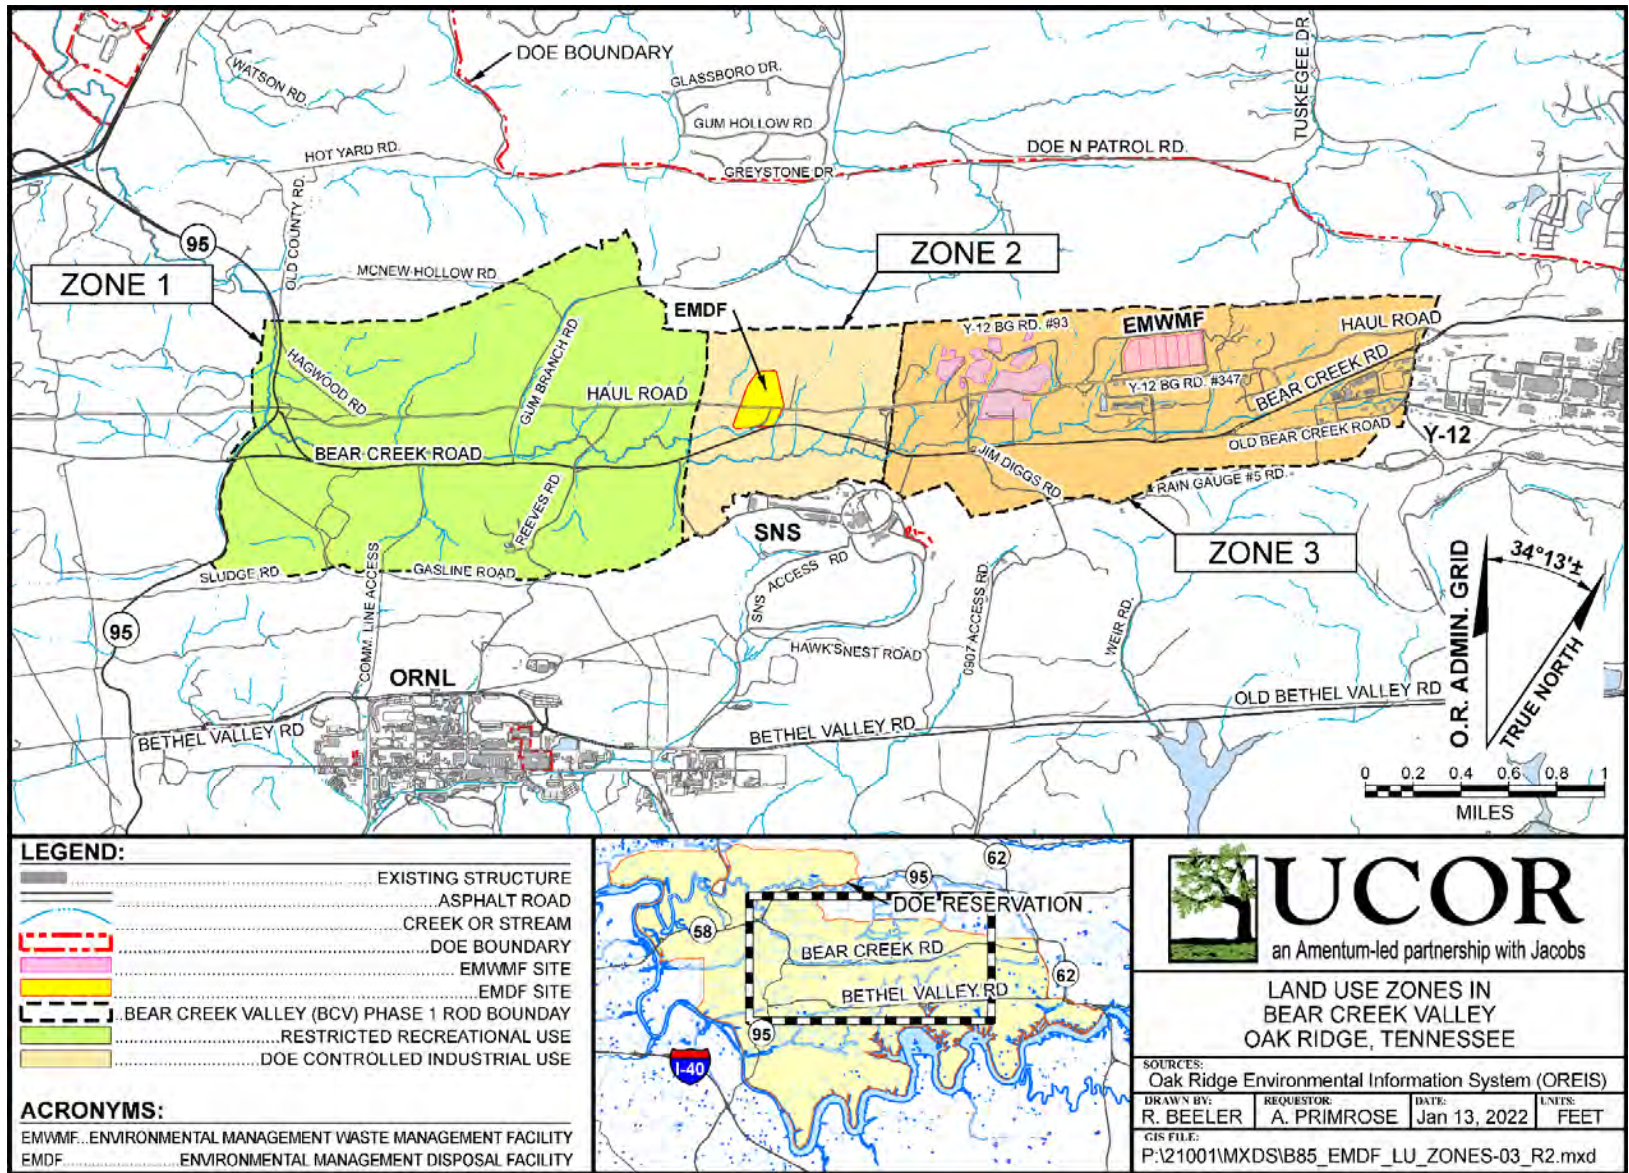 DOE BOUNDARY
WATSON RD.
GLASSBORO DR.
TUSKEGEE DR
GUM HOLLOW RD.
HOT YARD RD.
DOE N PATROL RD.
GREYSTONE DR.
OLD COUNTY RD.
95
ZONE 2
ZONE 1
MCNEW HOLLOW RD.
EMDF
Y-12 BG RD. #93
EMWMF
HAUL ROAD
HAGWOOD RD
GUM BRANCH RD.
HAUL ROAD
Y-12 BG RD. #347
BEAR CREEK RD
BEAR CREEK ROAD
OLD BEAR CREEK ROAD
Y-12
JIM DIGGS RD
RAIN GAUGE #5 RD.
REEVES RD
SNS
ZONE 3
SLUDGE RD
GASLINE ROAD
SNS ACCESS RD
34°13'±
O.R. ADMIN. GRID
TRUE NORTH
95
COMM. LINE ACCESS
HAWK'SNEST ROAD
0907 ACCESS RD
WEIR RD.
ORNL
OLD BETHEL VALLEY RD
BETHEL VALLEY RD
BETHEL VALLEY RD
0 0.2 0.4 0.6 0.8 1
MILES
LEGEND:
EXISTING STRUCTURE
ASPHALT ROAD
CREEK OR STREAM
DOE BOUNDARY
EMWMF SITE
EMDF SITE
BEAR CREEK VALLEY (BCV) PHASE 1 ROD BOUNDAY
RESTRICTED RECREATIONAL USE
DOE CONTROLLED INDUSTRIAL USE
ACRONYMS:
EMWMF...ENVIRONMENTAL MANAGEMENT WASTE MANAGEMENT FACILITY
EMDF......................ENVIRONMENTAL MANAGEMENT DISPOSAL FACILITY
62
95
DOE RESERVATION
58
BEAR CREEK RD
62
BETHEL VALLEY RD
95
I-40
UCOR
an Amentum-led partnership with Jacobs
LAND USE ZONES IN
BEAR CREEK VALLEY
OAK RIDGE, TENNESSEE
SOURCES:
Oak Ridge Environmental Information System (OREIS)
DRAWN BY: REQUESTOR: DATE: UNITS:
R. BEELER A. PRIMROSE Jan 13, 2022 FEET
GIS FILE:
P:\21001\MXDS\B85_EMDF_LU_ZONES-03_R2.mxd